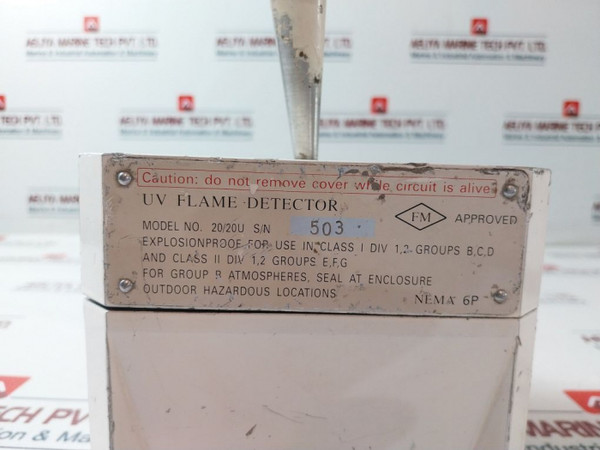 Caution: do not remove cover while circuit is alive
UV FLAME DETECTOR
MODEL NO. 20/20U S/N 503
FM APPROVED
EXPLOSIONPROOF FOR USE IN CLASS I DIV 1,2 GROUPS B,C,D
AND CLASS II DIV 1,2 GROUPS E,F,G
FOR GROUP B ATMOSPHERES, SEAL AT ENCLOSURE
OUTDOOR HAZARDOUS LOCATIONS
NEMA 6P